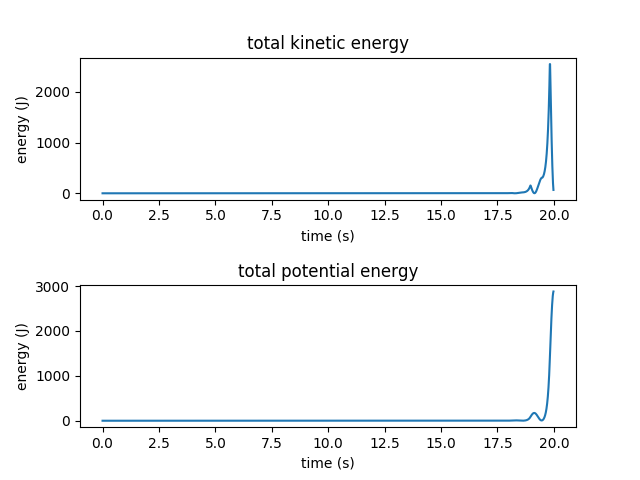 total kinetic energy
2000
1000
0
energy (J)
0.0 2.5 5.0 7.5 10.0 12.5 15.0 17.5 20.0
time (s)
total potential energy
3000
2000
1000
0
energy (J)
0.0 2.5 5.0 7.5 10.0 12.5 15.0 17.5 20.0
time (s)